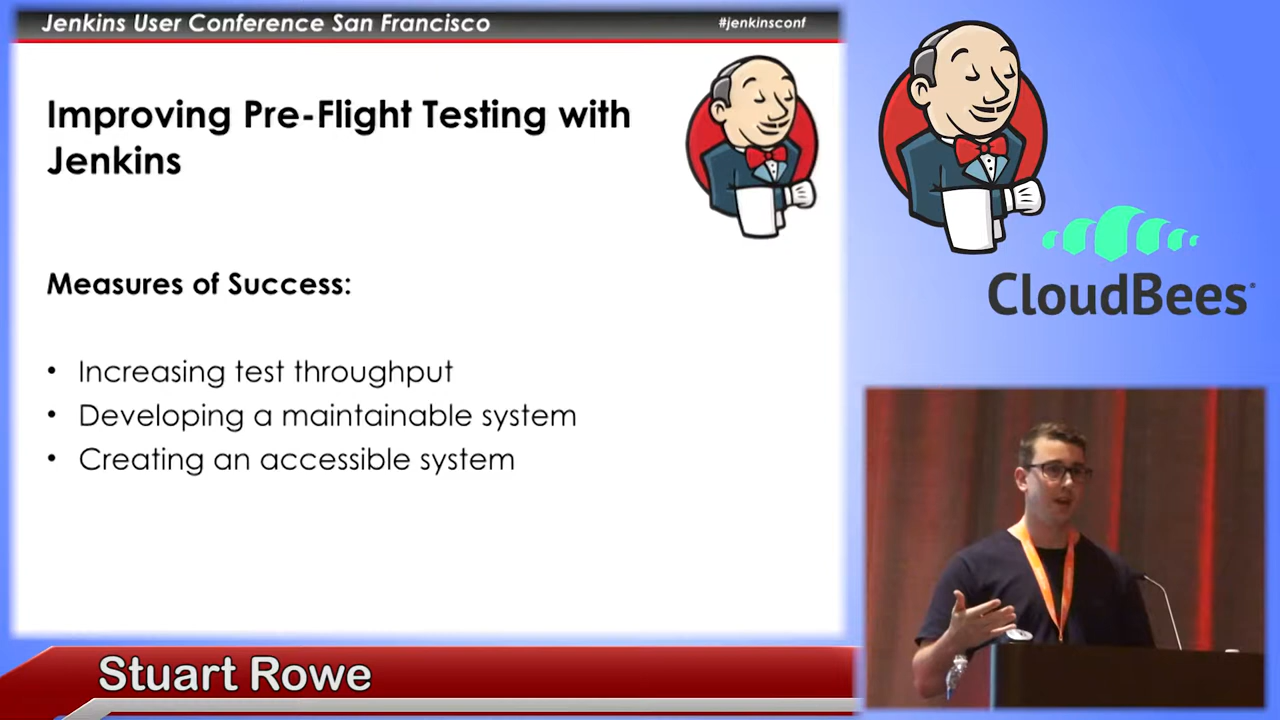 Jenkins User Conference San Francisco
#jenkinsconf
Improving Pre-Flight Testing with
Jenkins
Measures of Success:
• Increasing test throughput
• Developing a maintainable system
• Creating an accessible system
CloudBees
Stuart Rowe